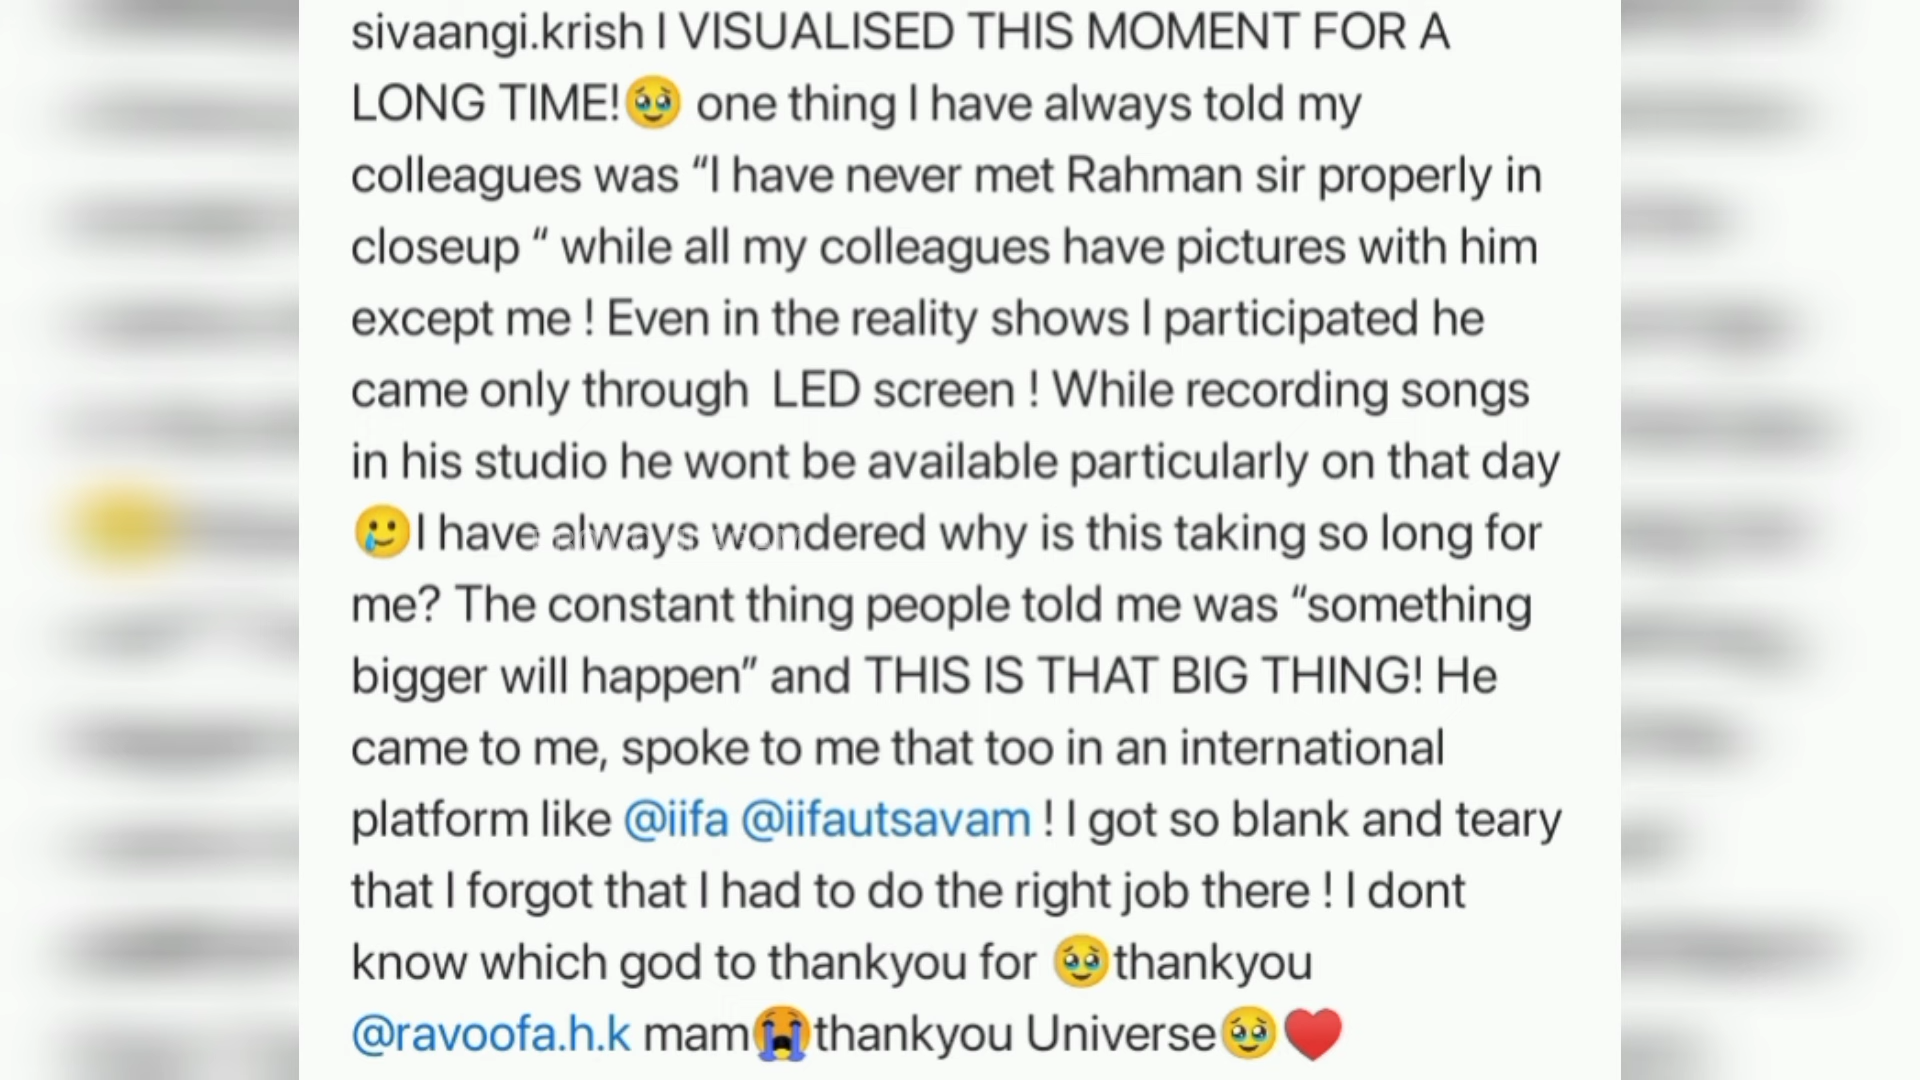 sivaangi.krish I VISUALISED THIS MOMENT FOR A
LONG TIME!🥹 one thing I have always told my
colleagues was “I have never met Rahman sir properly in
closeup “ while all my colleagues have pictures with him
except me ! Even in the reality shows I participated he
came only through  LED screen ! While recording songs
in his studio he wont be available particularly on that day
🥲I have always wondered why is this taking so long for
me? The constant thing people told me was “something
bigger will happen” and THIS IS THAT BIG THING! He
came to me, spoke to me that too in an international
platform like @iifa @iifautsavam ! I got so blank and teary
that I forgot that I had to do the right job there ! I dont
know which god to thankyou for 🥹thankyou
@ravoofa.h.k mam😭thankyou Universe🥹❤️